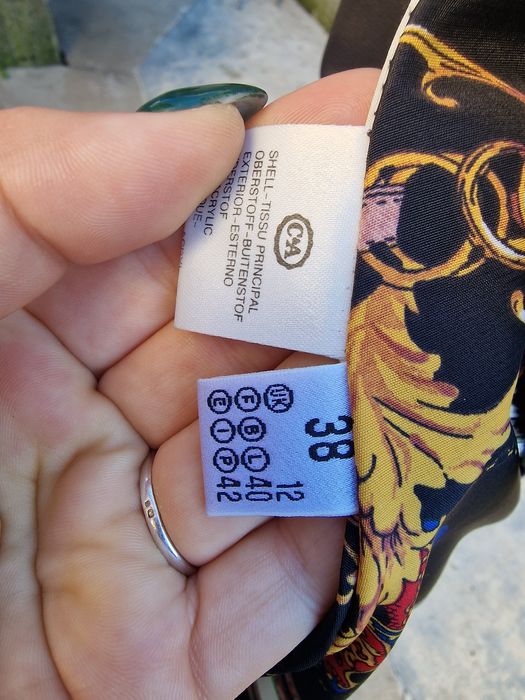 C&A
SHELL-TISSU PRINCIPAL
OBERSTOFF-BUITENSTOF
EXTERIOR-ESTERNO
38
UK 12
F B L 40
E I P 42